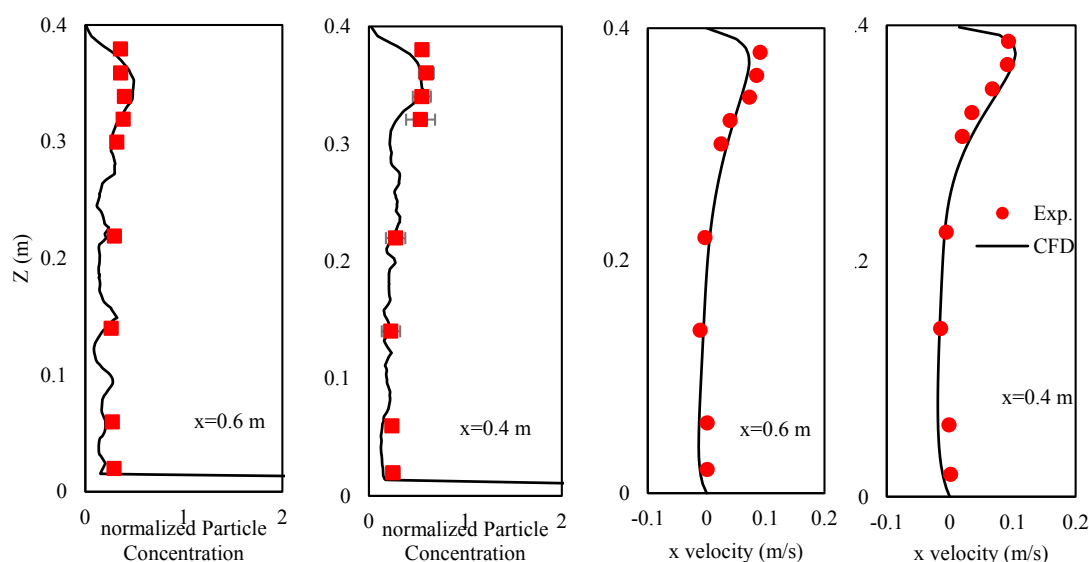 0.4
0.3
0.2
0.1
0
Z (m)
x=0.6 m
0
2
normalized Particle
Concentration
0.4
0.3
0.2
0.1
0
x=0.4 m
0
1
2
normalized Particle
Concentration
0.4
0.2
0
x=0.6 m
-0.1
0
0.1
0.2
x velocity (m/s)
0.4
.2
0
Exp.
CFD
x=0.4 m
-0.1
0
0.1
0.2
x velocity (m/s)